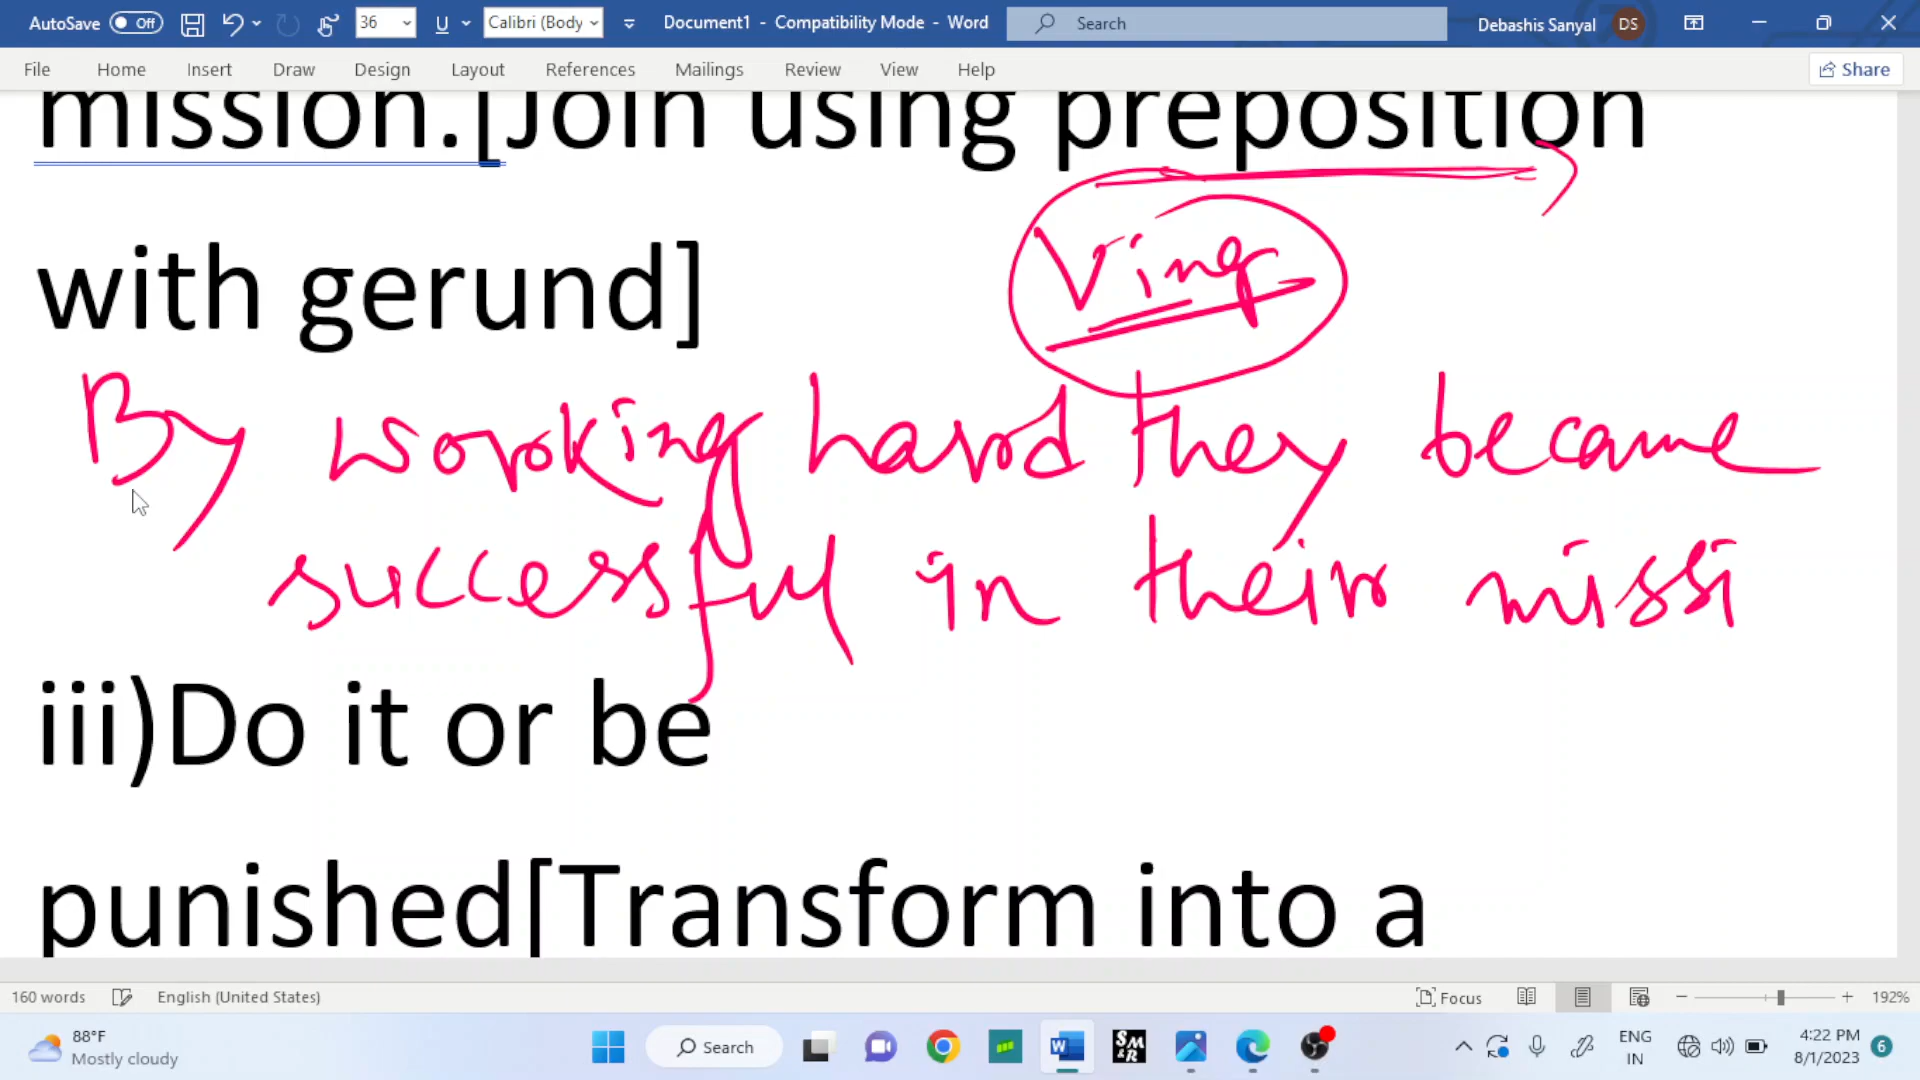 AutoSave Off 36 U Calibri (Body Document1 - Compatibility Mode - Word Search Debashis Sanyal DS
File Home Insert Draw Design Layout References Mailings Review View Help Share
mission.[Join using preposition
with gerund]
Ving
By working hard they became
successful in their missi
iii)Do it or be
punished[Transform into a
160 words English (United States) Focus 192%
88°F
Mostly cloudy
Search
W
SM&R
ENG
IN
4:22 PM
8/1/2023
6